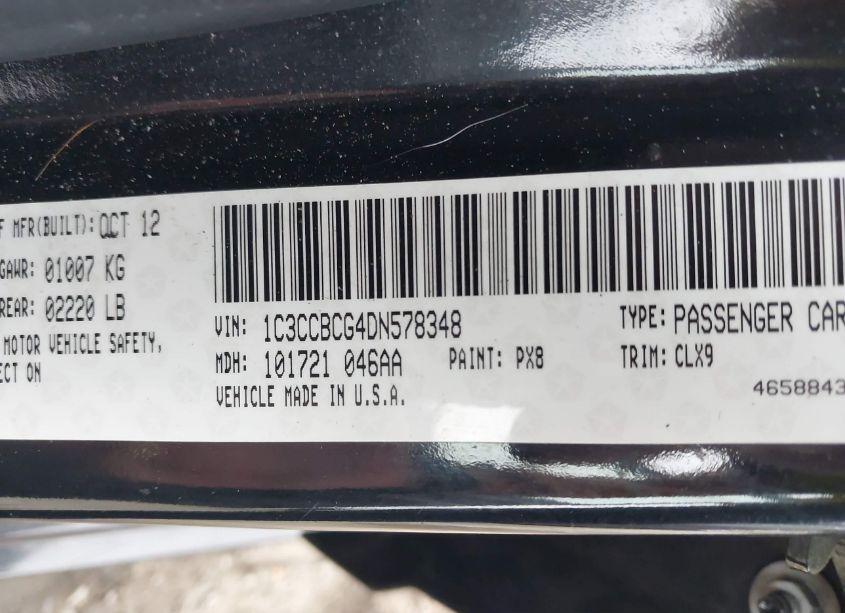 F MFR(BUILT): OCT 12
GAWR: 01007 KG
REAR: 02220 LB
MOTOR VEHICLE SAFETY,
ECT ON
VIN: 1C3CCBCG4DN578348
TYPE: PASSENGER CAR
MDH: 101721 046AA
PAINT: PX8
TRIM: CLX9
VEHICLE MADE IN U.S.A.
4658843